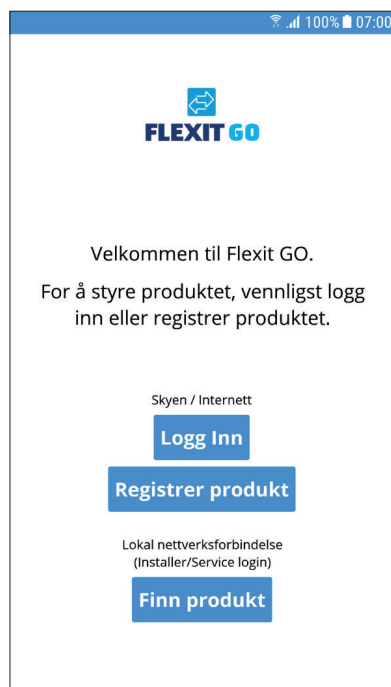 100% 07:00
FLEXIT GO
Velkommen til Flexit GO.
For å styre produktet, vennligst logg
inn eller registrer produktet.
Skyen / Internett
Logg Inn
Registrer produkt
Lokal nettverksforbindelse
(Installer/Service login)
Finn produkt